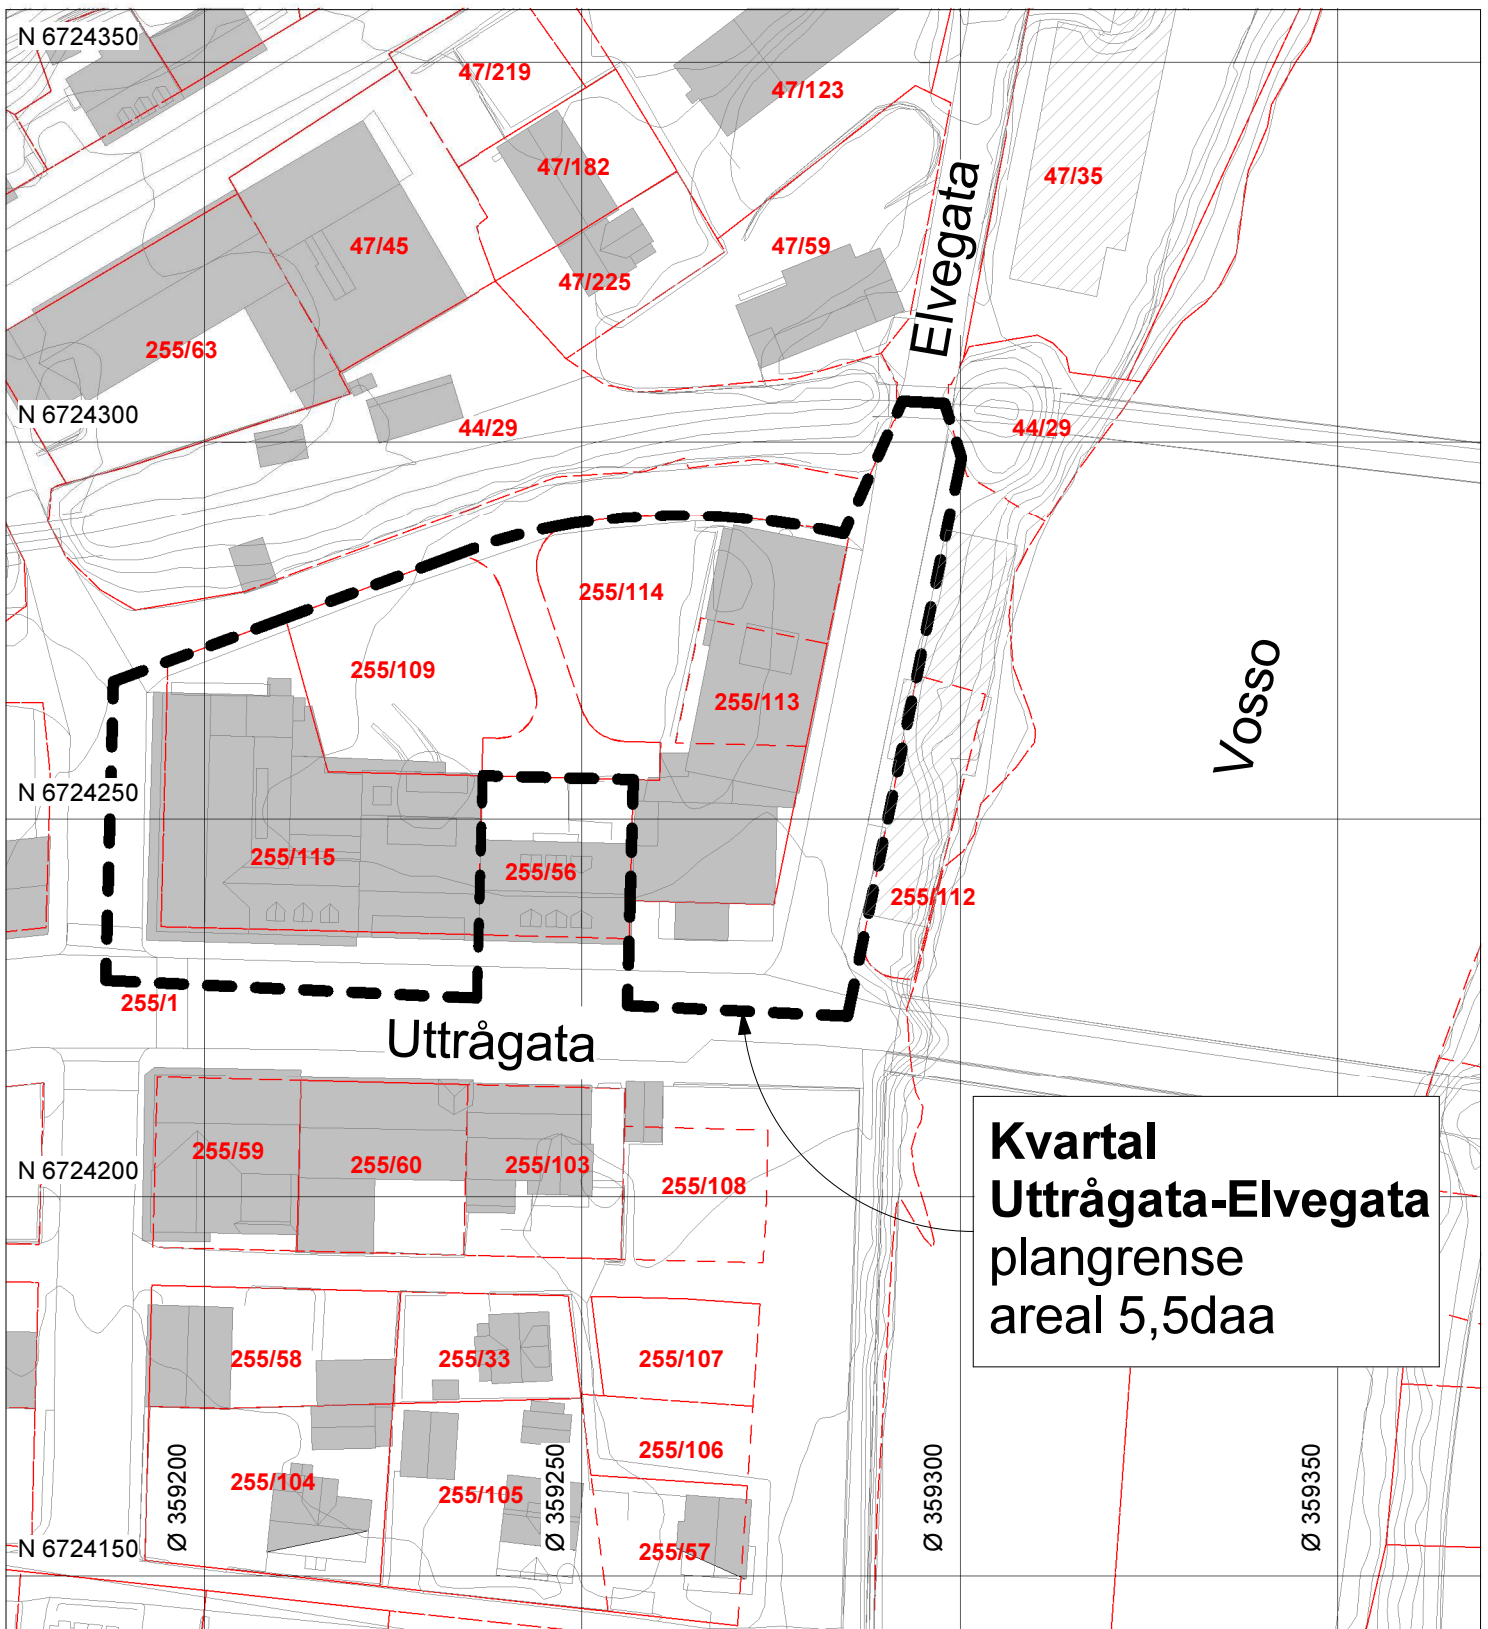 N 6724350
47/219
47/123
47/182
47/35
Elvegata
47/45
47/59
47/225
255/63
N 6724300
44/29
44/29
255/114
255/109
255/113
Vosso
N 6724250
255/115
255/56
255/112
255/1
Uttrågata
Kvartal
Uttrågata-Elvegata
plangrense
areal 5,5daa
255/59
255/60
255/103
N 6724200
255/108
255/58
255/33
255/107
255/106
255/104
255/105
Ø 359200
Ø 359250
Ø 359300
Ø 359350
N 6724150
255/57